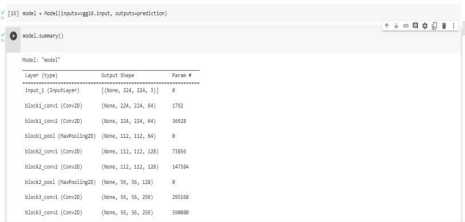 [15] model = Model(inputs=vgg16.input, outputs=prediction)
model.summary()
Model: "model"
Layer (type) Output Shape Param #
input_1 (InputLayer) [(None, 224, 224, 3)] 0
block1_conv1 (Conv2D) (None, 224, 224, 64) 1792
block1_conv2 (Conv2D) (None, 224, 224, 64) 36928
block1_pool (MaxPooling2D) (None, 112, 112, 64) 0
block2_conv1 (Conv2D) (None, 112, 112, 128) 73856
block2_conv2 (Conv2D) (None, 112, 112, 128) 147584
block2_pool (MaxPooling2D) (None, 56, 56, 128) 0
block3_conv1 (Conv2D) (None, 56, 56, 256) 295168
block3_conv2 (Conv2D) (None, 56, 56, 256) 590080